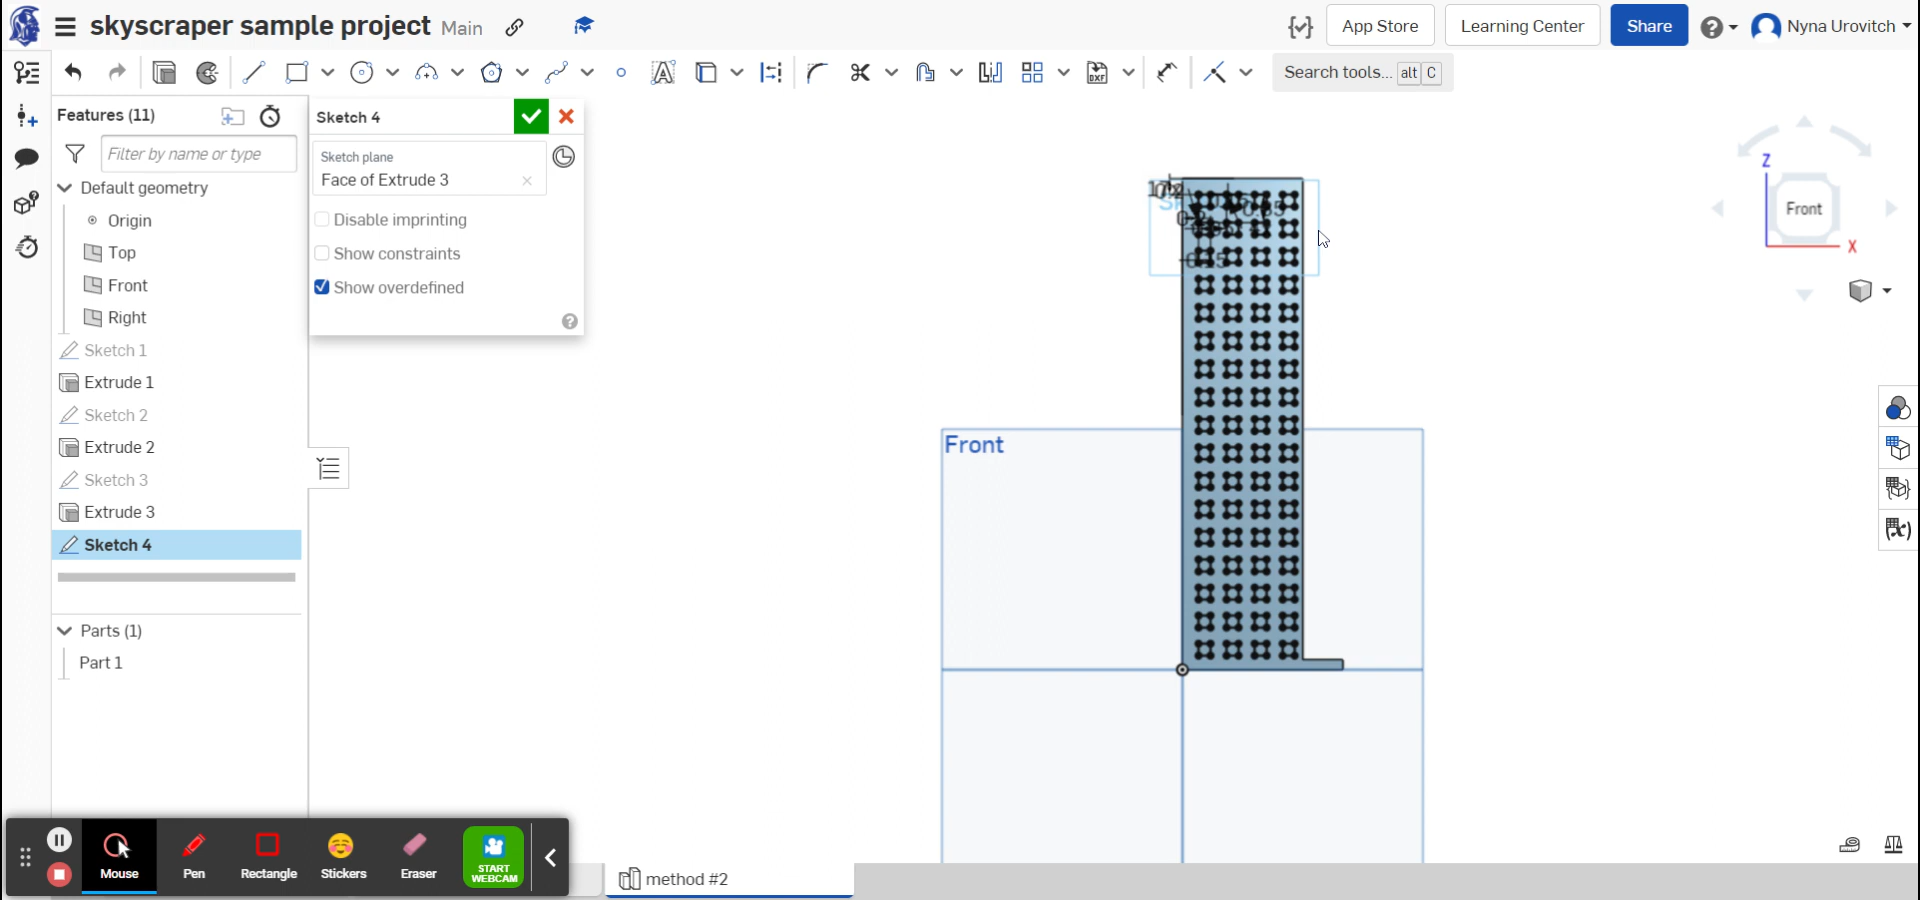 skyscraper sample project Main
App Store
Learning Center
Share
Nyna Urovitch
Search tools... alt C
Features (11)
Filter by name or type
Default geometry
Origin
Top
Front
Right
Sketch 1
Extrude 1
Sketch 2
Extrude 2
Sketch 3
Extrude 3
Sketch 4
Parts (1)
Part 1
Sketch 4
Sketch plane
Face of Extrude 3
Disable imprinting
Show constraints
Show overdefined
Front
Z
Front
X
Mouse
Pen
Rectangle
Stickers
Eraser
START
WEBCAM
method #2